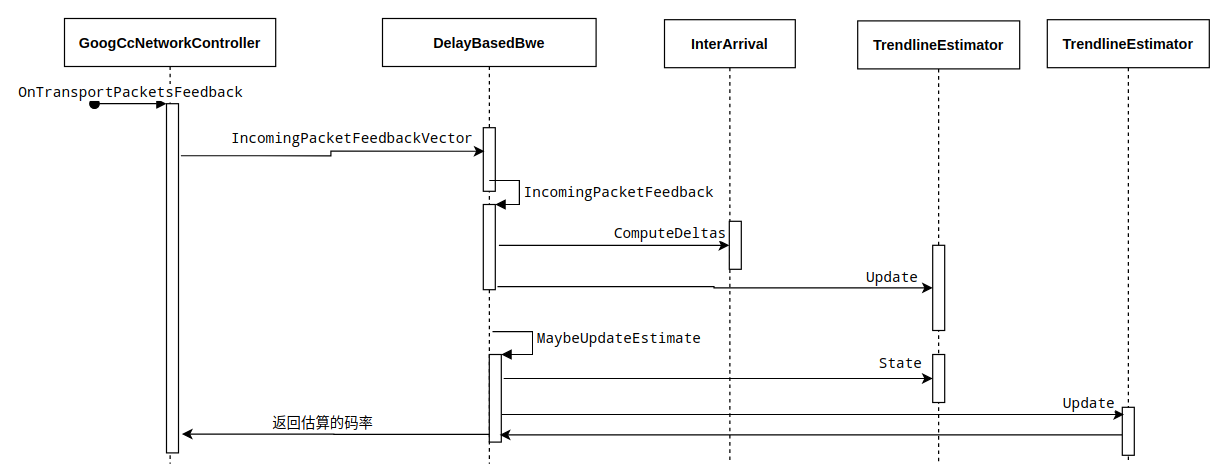 GoogCcNetworkController
DelayBasedBwe
InterArrival
TrendlineEstimator
TrendlineEstimator
OnTransportPacketsFeedback
IncomingPacketFeedbackVector
IncomingPacketFeedback
ComputeDeltas
Update
MaybeUpdateEstimate
State
Update
返回估算的码率